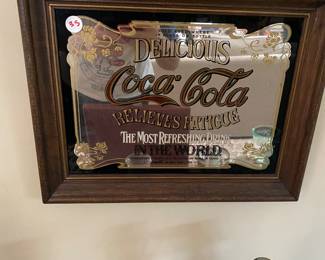 35
DELICIOUS
Coca-Cola
RELIEVES FATIGUE
THE MOST REFRESHING DRINK
IN THE WORLD